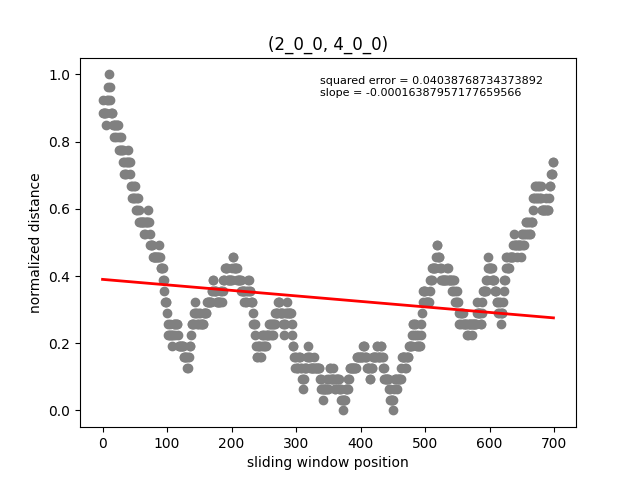 (2_0_0, 4_0_0)
squared error = 0.04038768734373892
slope = -0.00016387957177659566
normalized distance
1.0
0.8
0.6
0.4
0.2
0.0
0 100 200 300 400 500 600 700
sliding window position